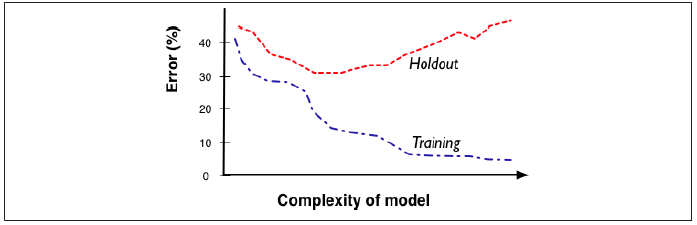 Error (%)
40
30
20
10
0
Holdout
Training
Complexity of model